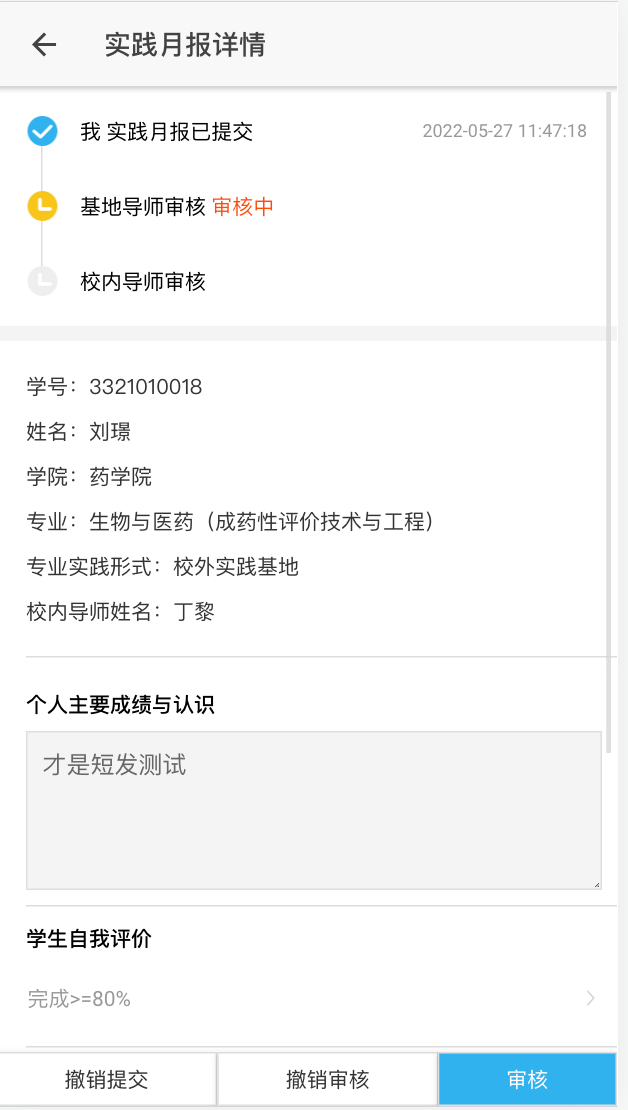 实践月报详情
我 实践月报已提交 2022-05-27 11:47:18
基地导师审核 审核中
校内导师审核
学号：3321010018
姓名：刘璟
学院：药学院
专业：生物与医药（成药性评价技术与工程）
专业实践形式：校外实践基地
校内导师姓名：丁黎
个人主要成绩与认识
才是短发测试
学生自我评价
完成>=80%
撤销提交 撤销审核 审核